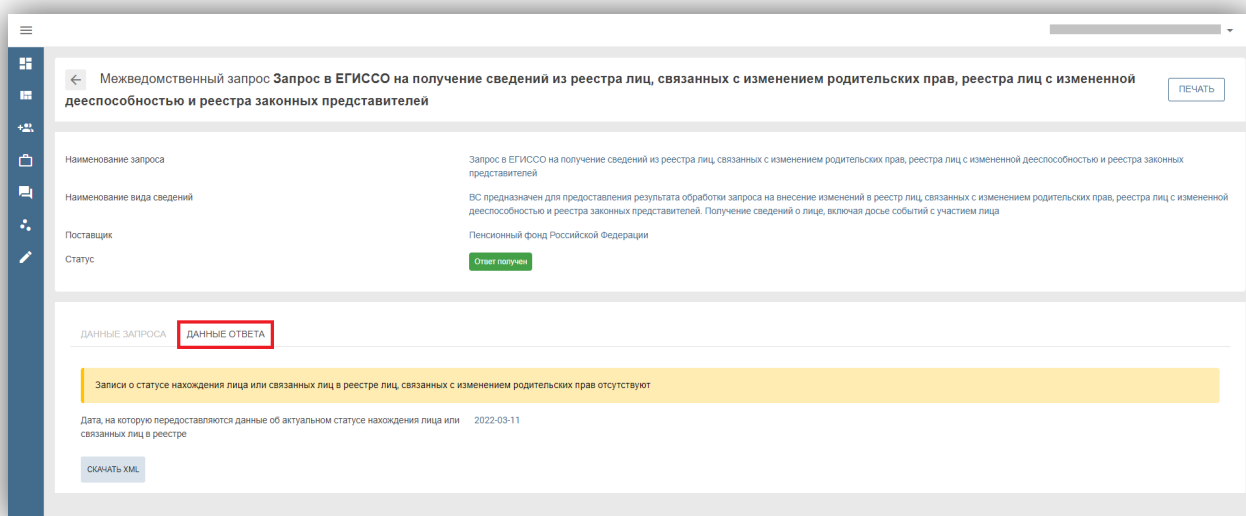 Межведомственный запрос Запрос в ЕГИССО на получение сведений из реестра лиц, связанных с изменением родительских прав, реестра лиц с измененной
дееспособностью и реестра законных представителей
ПЕЧАТЬ
Наименование запроса
Запрос в ЕГИССО на получение сведений из реестра лиц, связанных с изменением родительских прав, реестра лиц с измененной дееспособностью и реестра законных
представителей
Наименование вида сведений
ВС предназначен для предоставления результата обработки запроса на внесение изменений в реестр лиц, связанных с изменением родительских прав, реестра лиц с измененной
дееспособностью и реестра законных представителей. Получение сведений о лице, включая досье событий с участием лица
Поставщик
Пенсионный фонд Российской Федерации
Статус
Ответ получен
ДАННЫЕ ЗАПРОСА
ДАННЫЕ ОТВЕТА
Записи о статусе нахождения лица или связанных лиц в реестре лиц, связанных с изменением родительских прав отсутствуют
Дата, на которую передоставляются данные об актуальном статусе нахождения лица или
связанных лиц в реестре
2022-03-11
СКАЧАТЬ XML